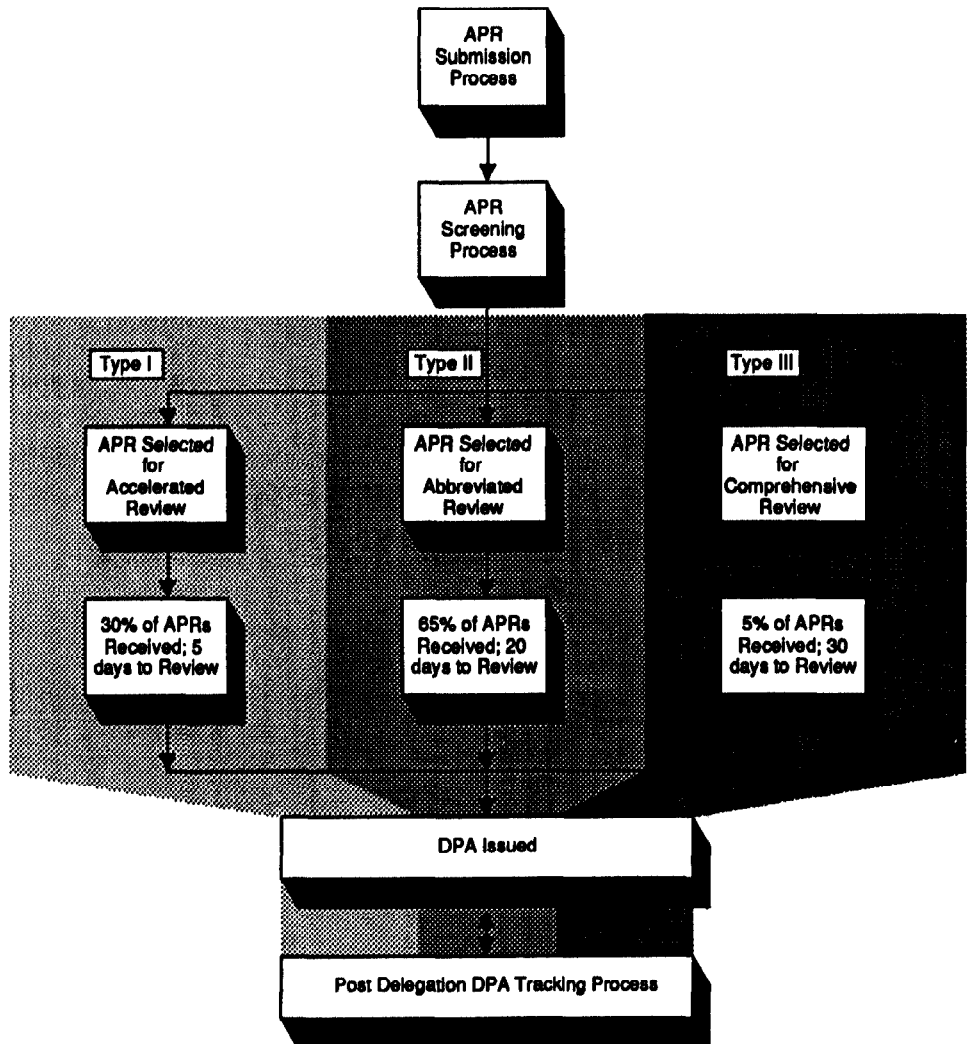 APR
Submission
Process
APR
Screening
Process
Type I
Type II
Type III
APR Selected
for
Accelerated
Review
APR Selected
for
Abbreviated
Review
APR Selected
for
Comprehensive
Review
30% of APRs
Received; 5
days to Review
65% of APRs
Received; 20
days to Review
5% of APRs
Received; 30
days to Review
DPA Issued
Post Delegation DPA Tracking Process